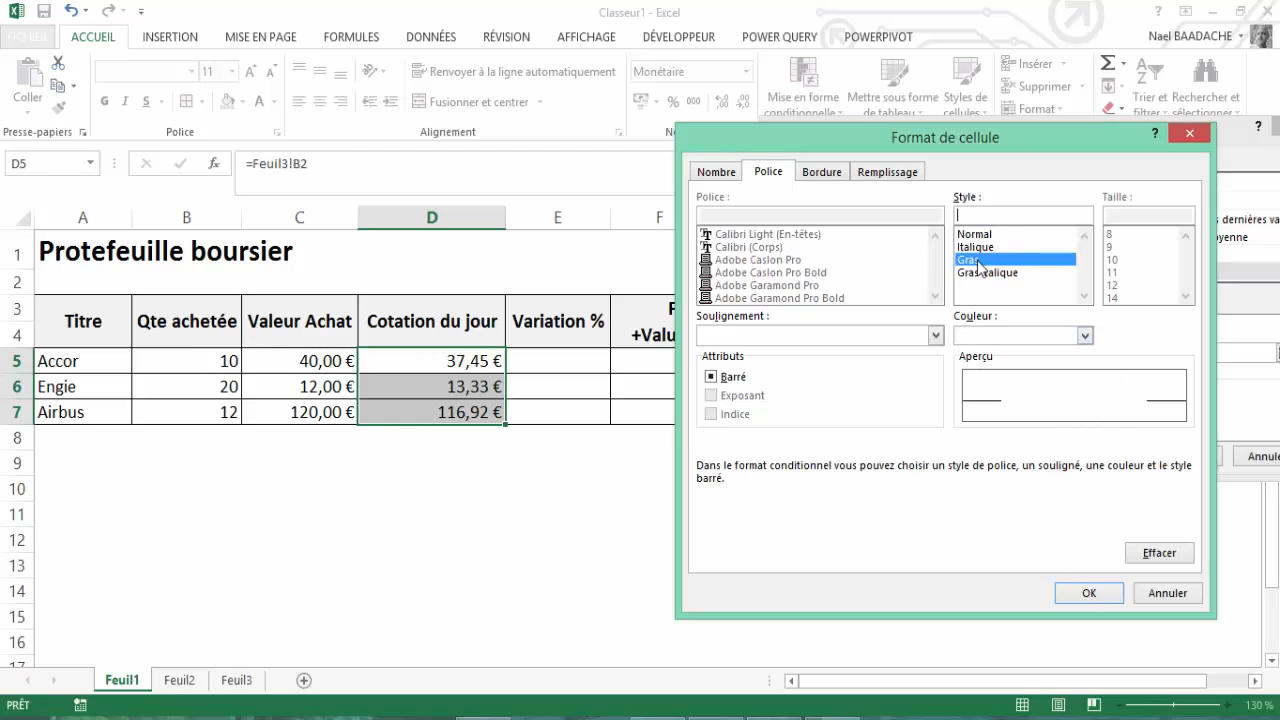 Classeur1 - Excel
FICHIER ACCUEIL INSERTION MISE EN PAGE FORMULES DONNÉES RÉVISION AFFICHAGE DÉVELOPPEUR POWER QUERY POWERPIVOT Nael BAADACHE
Coller
Presse-papiers
11
G I S
Police
Renvoyer à la ligne automatiquement
Fusionner et centrer
Alignement
Monétaire
% 000
Mise en forme conditionnelle
Mettre sous forme de tableau
Styles de cellules
Insérer
Supprimer
Format
Trier et filtrer
Rechercher et sélectionner
D5
fx
=Feuil3!B2
A B C D E F
1 Protefeuille boursier
2
3
4
Titre Qte achetée Valeur Achat Cotation du jour Variation %
+Valu
5 Accor 10 40,00 € 37,45 €
6 Engie 20 12,00 € 13,33 €
7 Airbus 12 120,00 € 116,92 €
8
9
10
11
12
13
14
15
16
17
Format de cellule
Nombre Police Bordure Remplissage
Police :
Calibri Light (En-têtes)
Calibri (Corps)
Adobe Caslon Pro
Adobe Caslon Pro Bold
Adobe Garamond Pro
Adobe Garamond Pro Bold
Style :
Normal
Italique
Gras
Gras italique
Taille :
8
9
10
11
12
14
Soulignement :
Couleur :
Attributs
Barré
Exposant
Indice
Aperçu
Dans le format conditionnel vous pouvez choisir un style de police, un souligné, une couleur et le style
barré.
Effacer
OK Annuler
s dernières va
oyenne
Annule
Feuil1 Feuil2 Feuil3
PRÊT
130 %